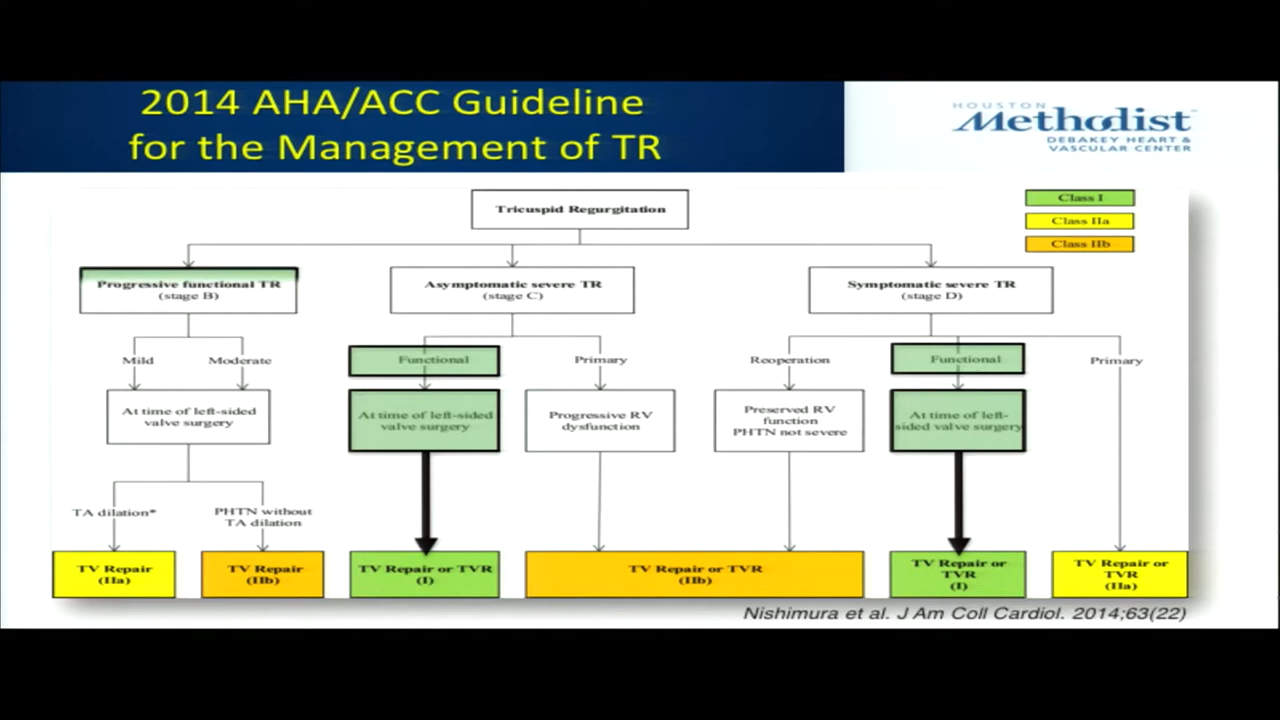 2014 AHA/ACC Guideline
for the Management of TR
HOUSTON
Methodist
DEBAKEY HEART &
VASCULAR CENTER
Tricuspid Regurgitation
Class I
Class IIa
Class IIb
Progressive functional TR
(stage B)
Asymptomatic severe TR
(stage C)
Symptomatic severe TR
(stage D)
Mild
Moderate
Functional
Primary
Reoperation
Functional
Primary
At time of left-sided
valve surgery
At time of left-sided
valve surgery
Progressive RV
dysfunction
Preserved RV
function
PHTN not severe
At time of left-
sided valve surgery
TA dilation*
PHTN without
TA dilation
TV Repair
(IIa)
TV Repair
(IIb)
TV Repair or TVR
(I)
TV Repair or TVR
(IIb)
TV Repair or
TVR
(I)
TV Repair or
TVR
(IIa)
Nishimura et al. J Am Coll Cardiol. 2014;63(22)